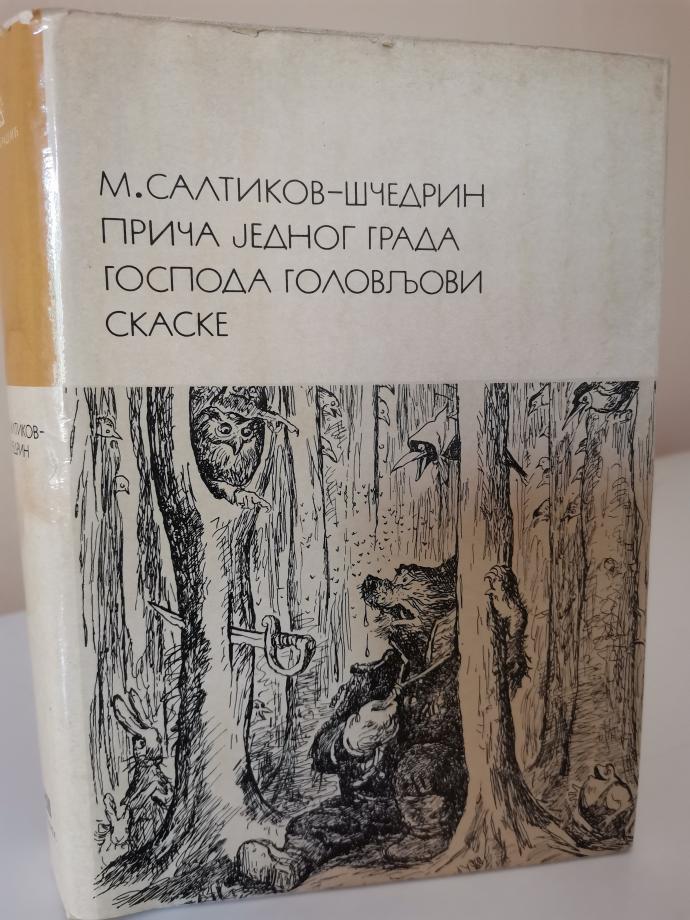 М. САЛТИКОВ-ШЧЕДРИН
ПРИЧА ЈЕДНОГ ГРАДА
ГОСПОДА ГОЛОВЉОВИ
СКАСКЕ